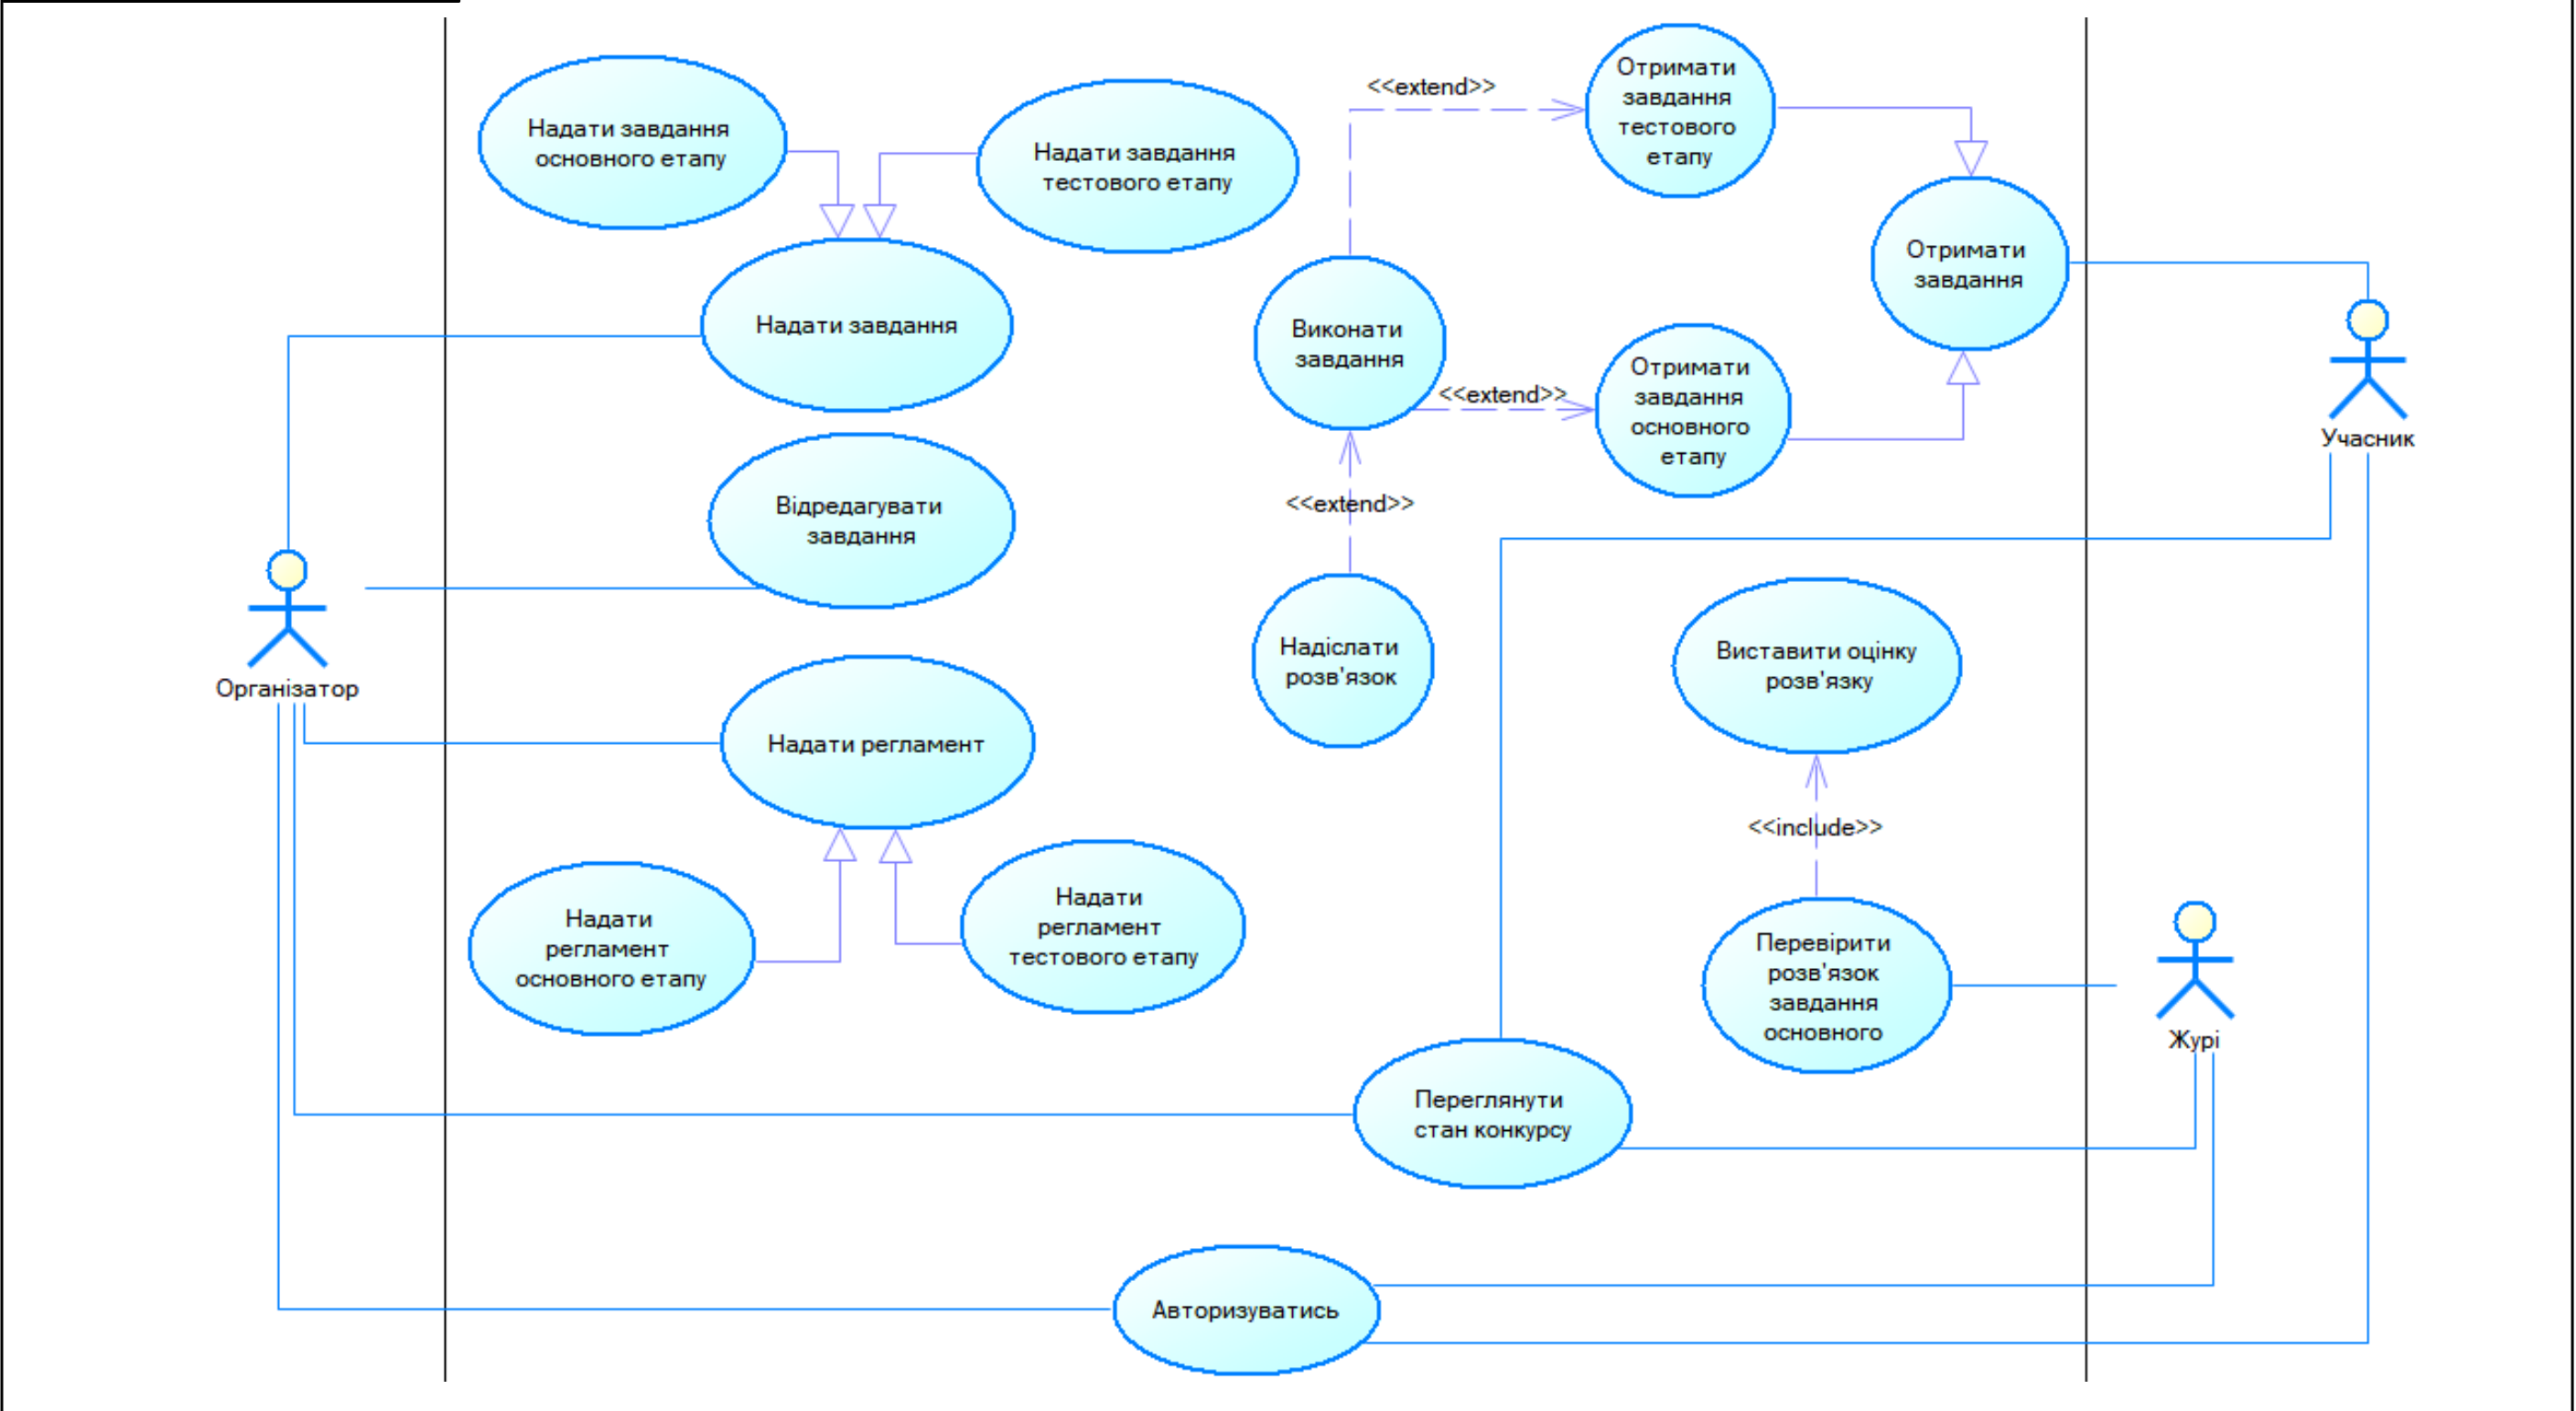 Надати завдання
основного етапу
Надати завдання
тестового етапу
<<extend>>
Отримати
завдання
тестового
етапу
Надати завдання
Виконати
завдання
Отримати
завдання
<<extend>>
Отримати
завдання
основного
етапу
Учасник
Відредагувати
завдання
<<extend>>
Організатор
Надіслати
розв'язок
Виставити оцінку
розв'язку
Надати регламент
<<include>>
Надати
регламент
основного етапу
Надати
регламент
тестового етапу
Перевірити
розв'язок
завдання
основного
Журі
Переглянути
стан конкурсу
Авторизуватись